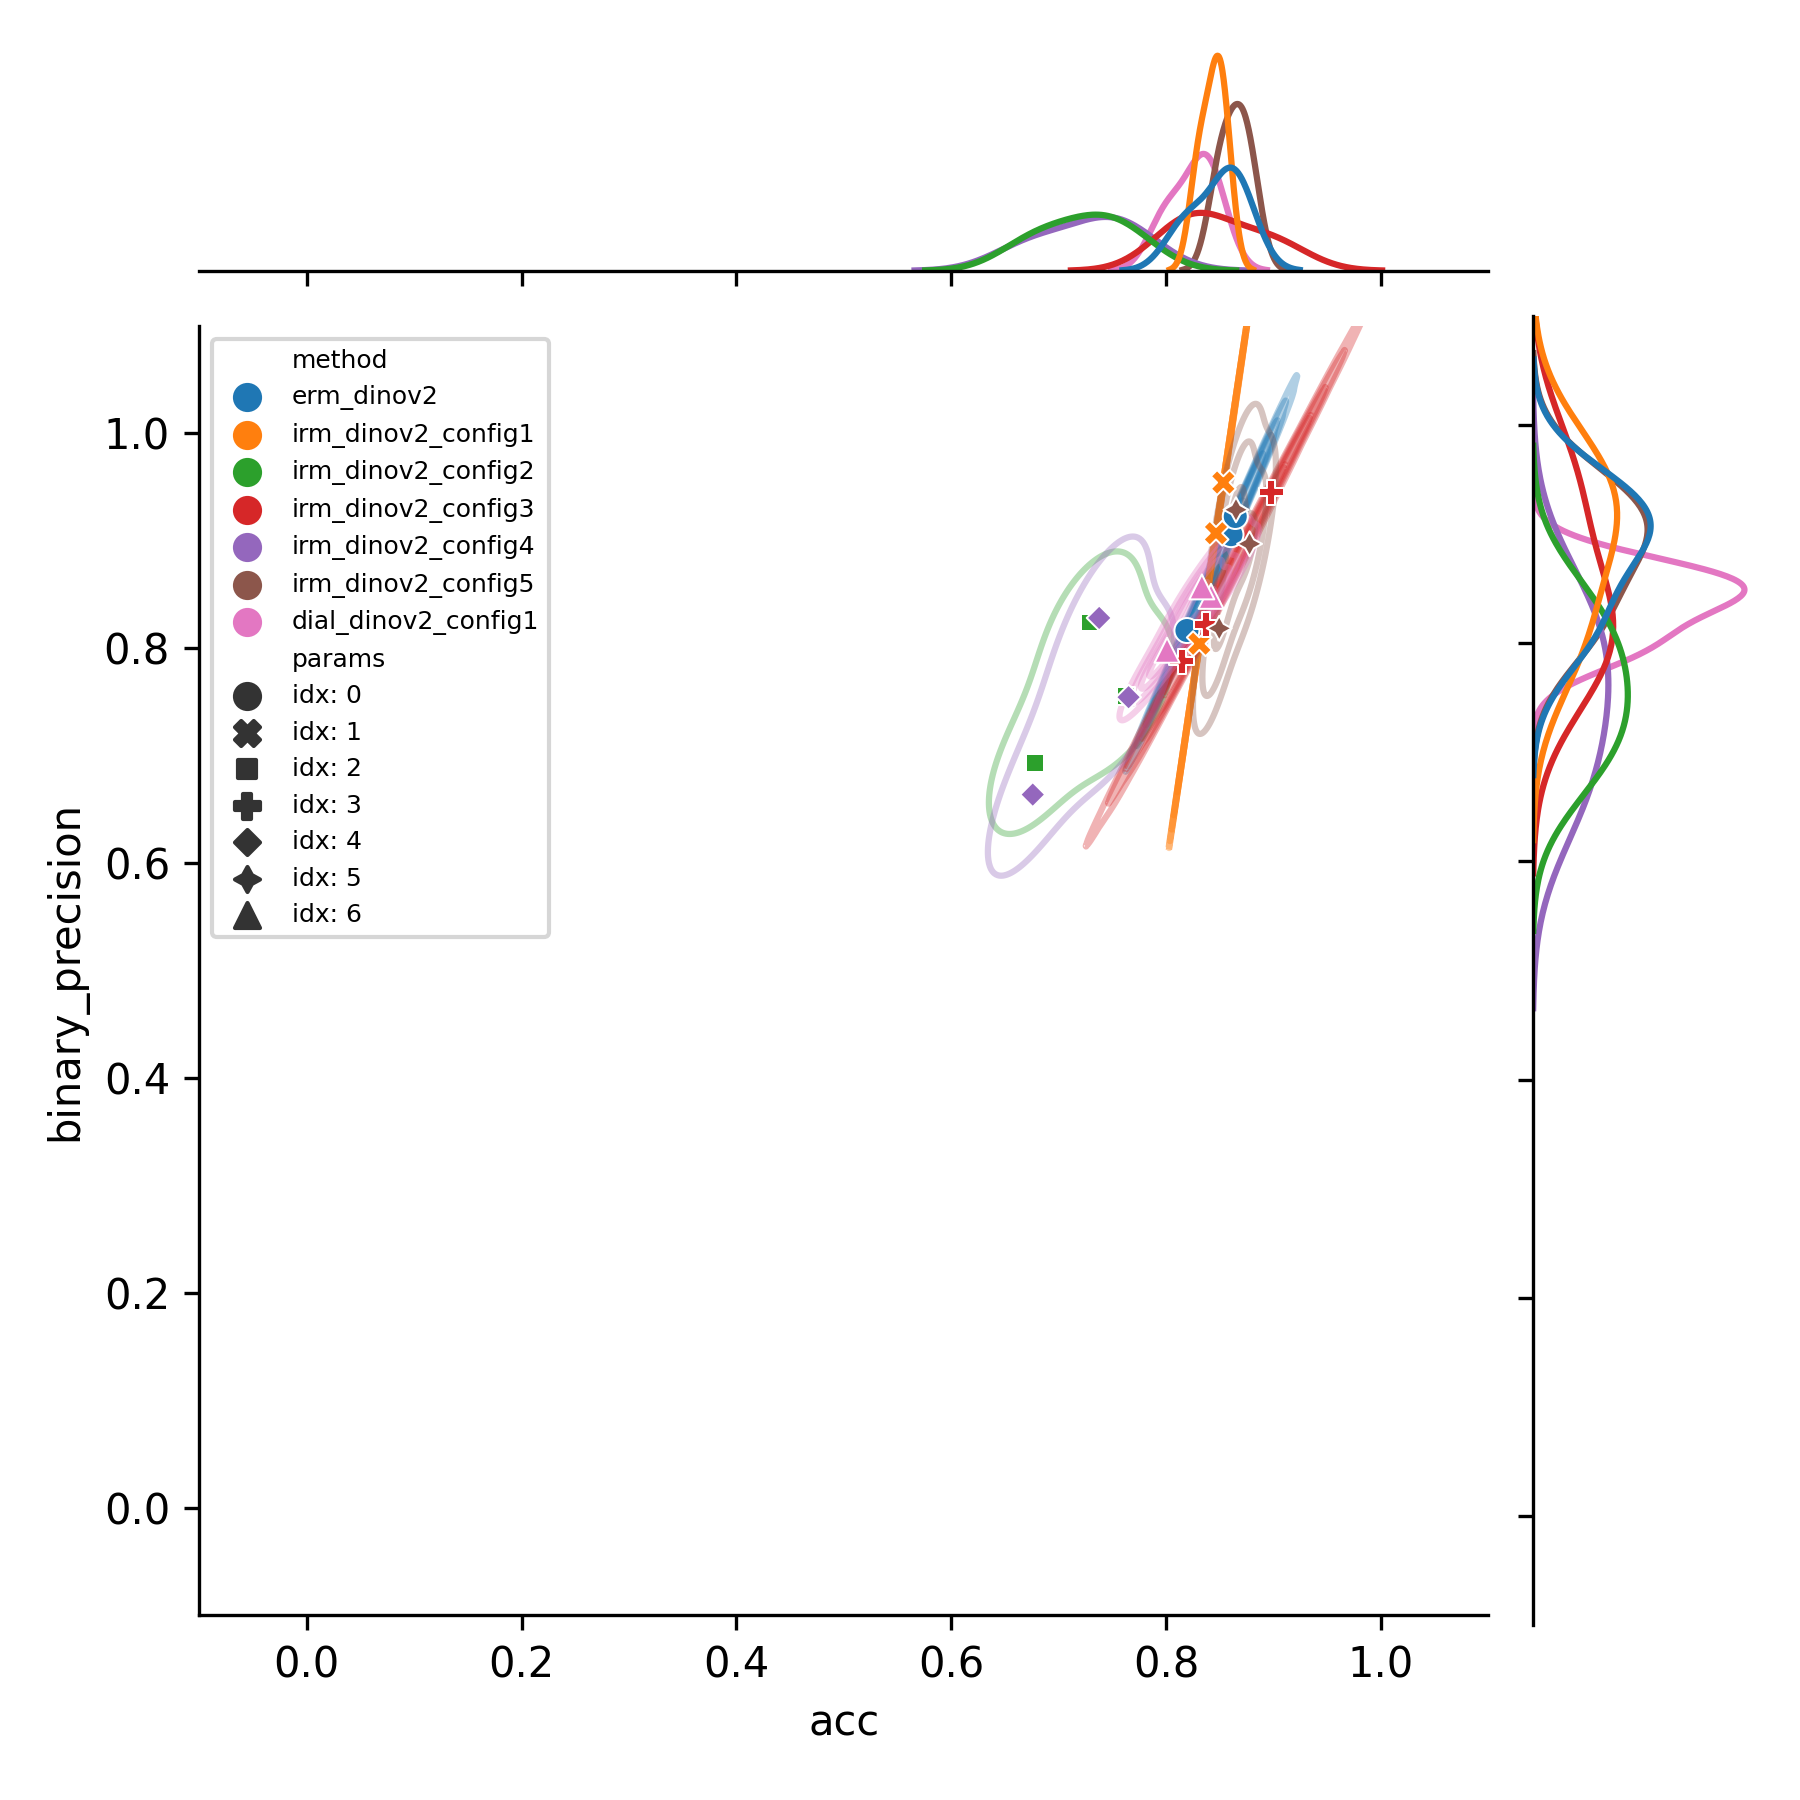 method
erm_dinov2
irm_dinov2_config1
irm_dinov2_config2
irm_dinov2_config3
irm_dinov2_config4
irm_dinov2_config5
dial_dinov2_config1
params
idx: 0
idx: 1
idx: 2
idx: 3
idx: 4
idx: 5
idx: 6
binary_precision
1.0
0.8
0.6
0.4
0.2
0.0
0.0 0.2 0.4 0.6 0.8 1.0
acc